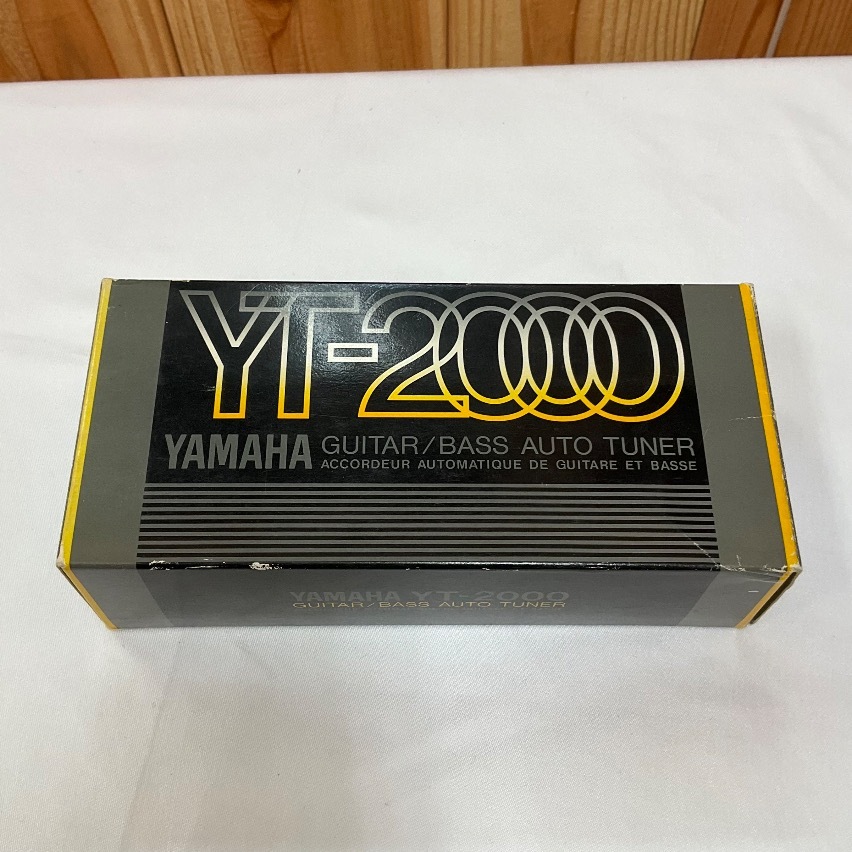 YT-2000
YAMAHA GUITAR/BASS AUTO TUNER
ACCORDEUR AUTOMATIQUE DE GUITARE ET BASSE
YAMAHA YT-2000
GUITAR/BASS AUTO TUNER